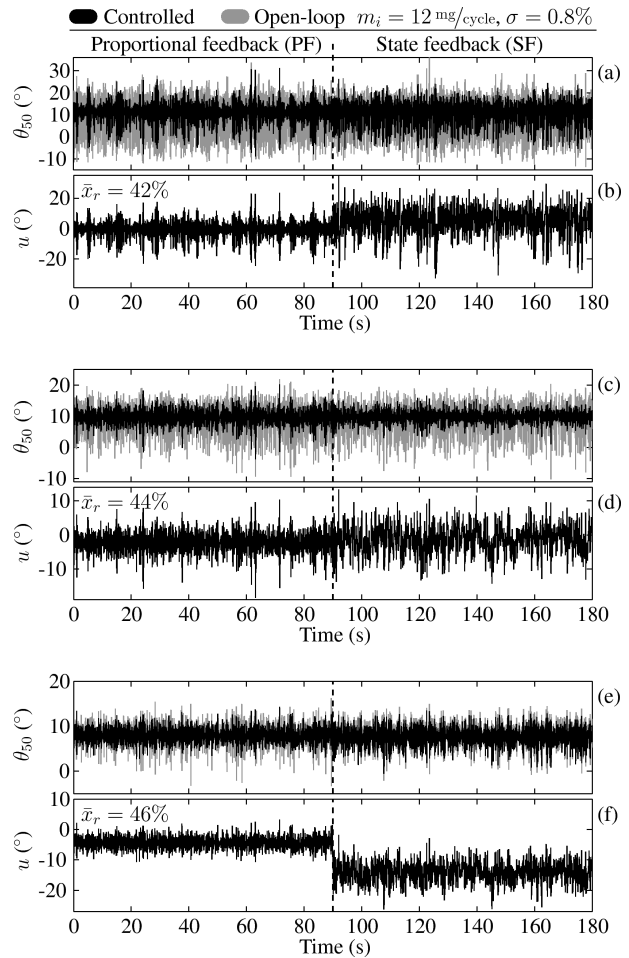 Controlled Open-loop m_i = 12 mg/cycle, σ = 0.8%
Proportional feedback (PF) State feedback (SF)
(a)
30
20
10
0
-10
θ50 (°)
x̄r = 42%
(b)
20
0
-20
u (°)
0 20 40 60 80 100 120 140 160 180
Time (s)
(c)
20
10
0
-10
θ50 (°)
x̄r = 44%
(d)
10
0
-10
u (°)
0 20 40 60 80 100 120 140 160 180
Time (s)
(e)
20
10
0
θ50 (°)
x̄r = 46%
(f)
10
0
-10
-20
u (°)
0 20 40 60 80 100 120 140 160 180
Time (s)